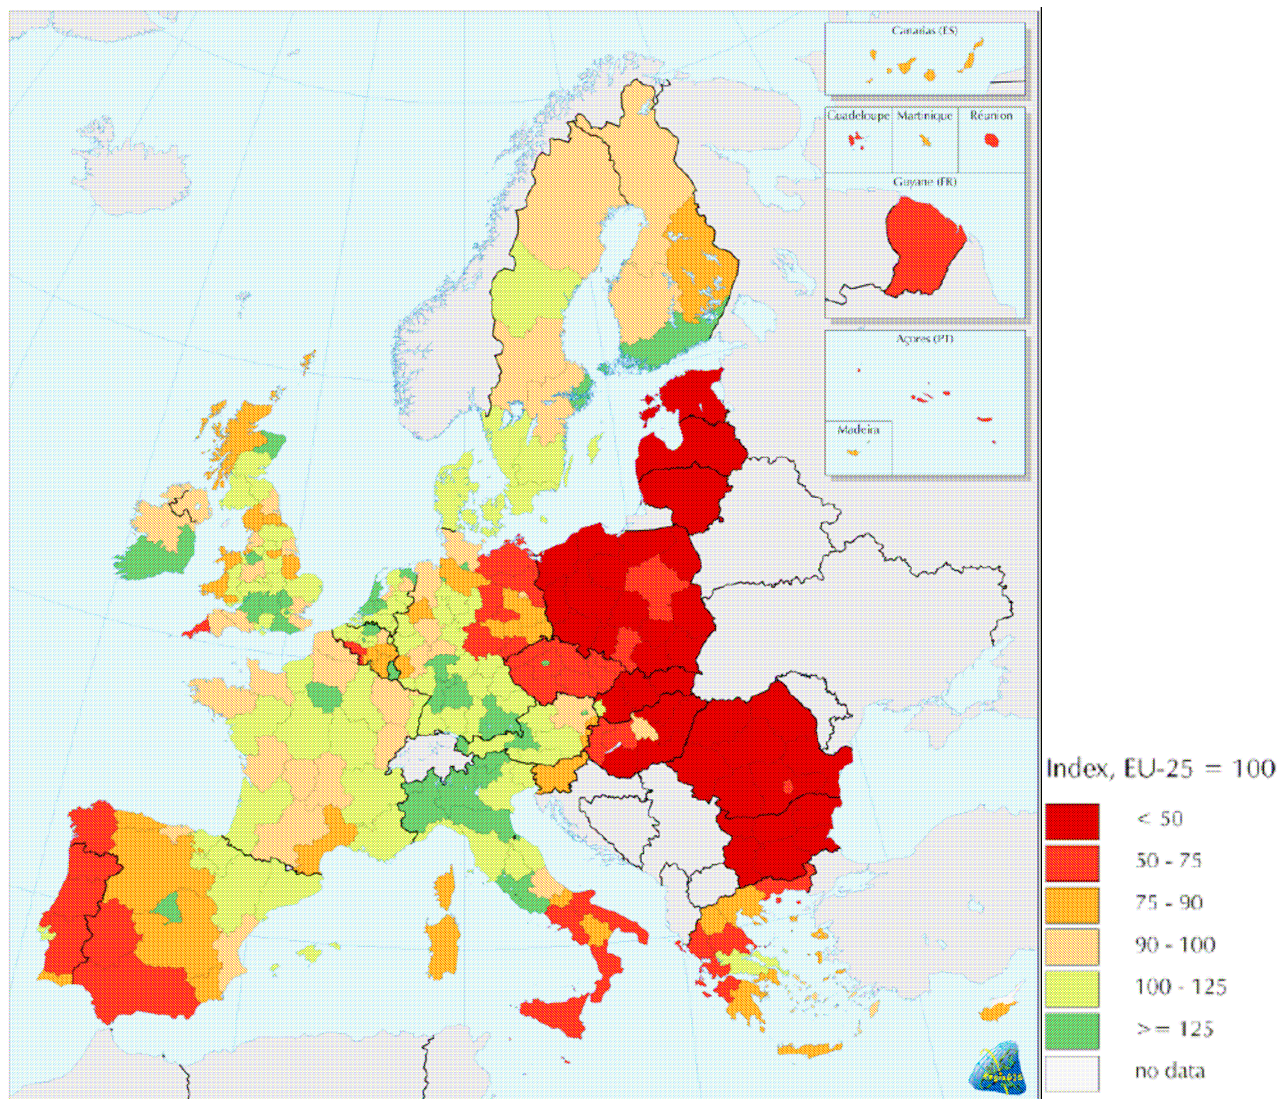 Canarias (ES)
Guadeloupe Martinique Réunion
Guyane (FR)
Açores (PT)
Madeira
Index, EU-25 = 100
< 50
50 - 75
75 - 90
90 - 100
100 - 125
>= 125
no data